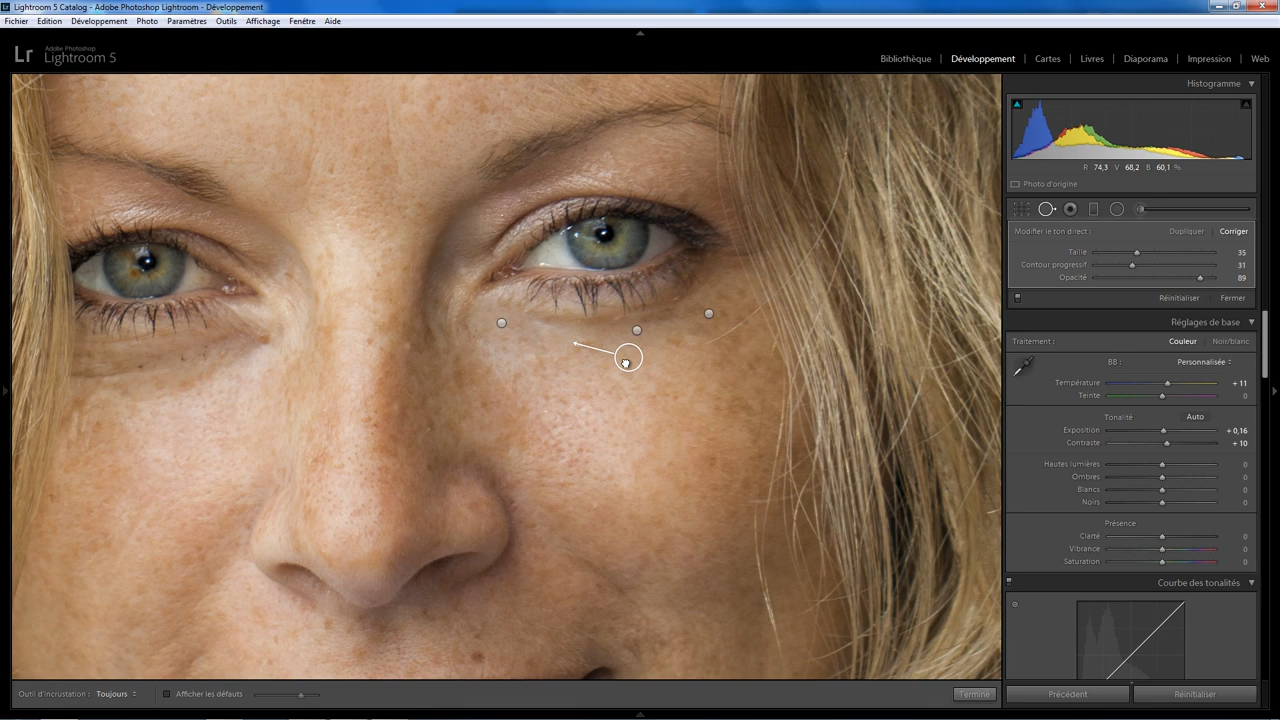 Lightroom 5 Catalog - Adobe Photoshop Lightroom - Développement
Fichier Edition Développement Photo Paramètres Outils Affichage Fenêtre Aide
Lr Adobe Photoshop
Lightroom 5
Bibliothèque | Développement | Cartes | Livres | Diaporama | Impression | Web
Histogramme
R 74,3 V 68,2 B 60,1 %
Photo d'origine
Modifier le ton direct : Dupliquer Corriger
Taille 35
Contour progressif 31
Opacité 89
Réinitialiser Fermer
Réglages de base
Traitement : Couleur | Noir/blanc
BB : Personnalisée
Température + 11
Teinte 0
Tonalité Auto
Exposition + 0,16
Contraste + 10
Hautes lumières 0
Ombres 0
Blancs 0
Noirs 0
Présence
Clarté 0
Vibrance 0
Saturation 0
Courbe des tonalités
Outil d'incrustation : Toujours Afficher les défauts Terminé
Précédent Réinitialiser